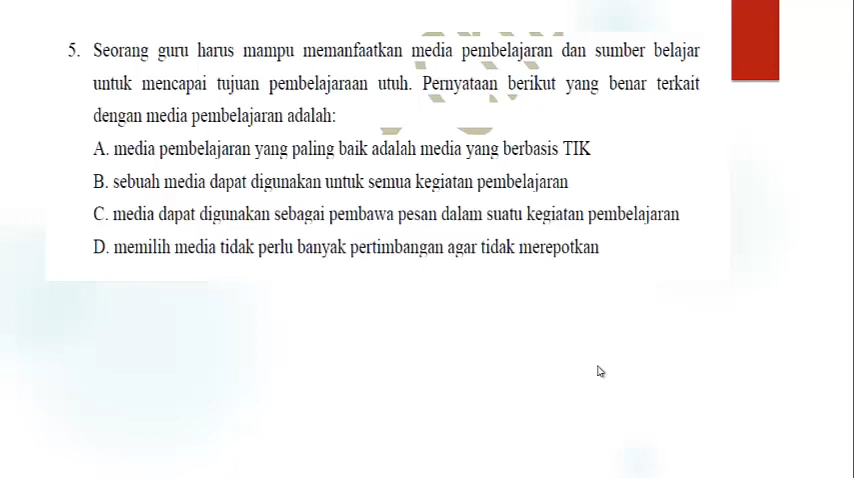 5. Seorang guru harus mampu memanfaatkan media pembelajaran dan sumber belajar
untuk mencapai tujuan pembelajaraan utuh. Pernyataan berikut yang benar terkait
dengan media pembelajaran adalah:
A. media pembelajaran yang paling baik adalah media yang berbasis TIK
B. sebuah media dapat digunakan untuk semua kegiatan pembelajaran
C. media dapat digunakan sebagai pembawa pesan dalam suatu kegiatan pembelajaran
D. memilih media tidak perlu banyak pertimbangan agar tidak merepotkan